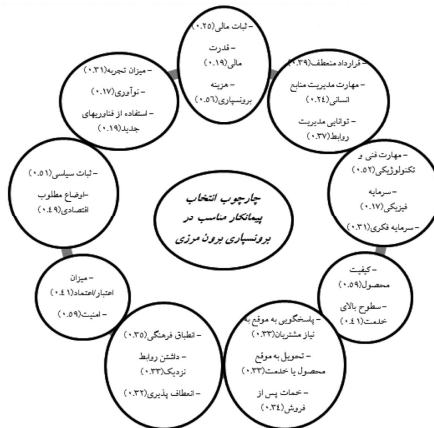 - ثبات مالی(۰.۲۵)
- قدرت
مالی(۰.۱۹)
- هزینه
برونسپاری(۰.۵۶)
- قرارداد منعطف(۰.۳۹)
- مهارت مدیریت منابع
انسانی(۰.۲۴)
- توانایی مدیریت
روابط(۰.۳۷)
- مهارت فنی و
تکنولوژیکی(۰.۵۲)
- سرمایه
فیزیکی(۰.۱۷)
- سرمایه فکری(۰.۳۱)
- کیفیت
محصول(۰.۵۹)
- سطوح بالای
خدمت(۰.۴۱)
- پاسخگویی به موقع به
نیاز مشتریان(۰.۳۳)
- تحویل به موقع
محصول یا خدمت(۰.۳۳)
- خمات پس از
فروش(۰.۳۴)
- انطباق فرهنگی(۰.۳۵)
- داشتن روابط
نزدیک(۰.۳۳)
- انعطاف پذیری(۰.۳۲)
- میزان
اعتبار/اعتماد(۰.۴۱)
- امنیت(۰.۵۹)
- ثبات سیاسی(۰.۵۱)
-اوضاع مطلوب
اقتصادی(۰.۴۹)
- میزان تجربه(۰.۳۱)
- نوآوری(۰.۱۷)
- استفاده از فناوریهای
جدید(۰.۱۹)
چارچوب انتخاب
پیمانکار مناسب در
برونسپاری برون مرزی